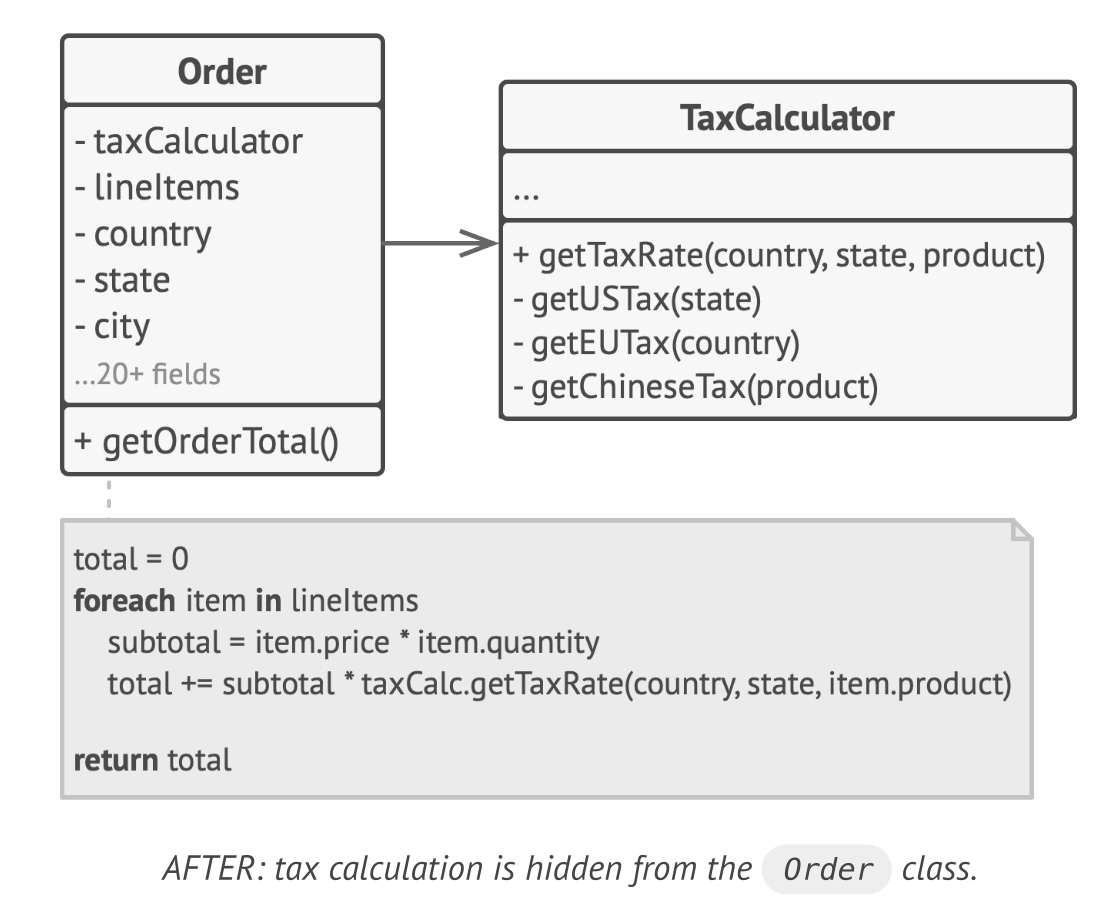 Order
- taxCalculator
- lineItems
- country
- state
- city
...20+ fields
+ getOrderTotal()
TaxCalculator
...
+ getTaxRate(country, state, product)
- getUSTax(state)
- getEUTax(country)
- getChineseTax(product)
total = 0
foreach item in lineItems
subtotal = item.price * item.quantity
total += subtotal * taxCalc.getTaxRate(country, state, item.product)
return total
AFTER: tax calculation is hidden from the Order class.